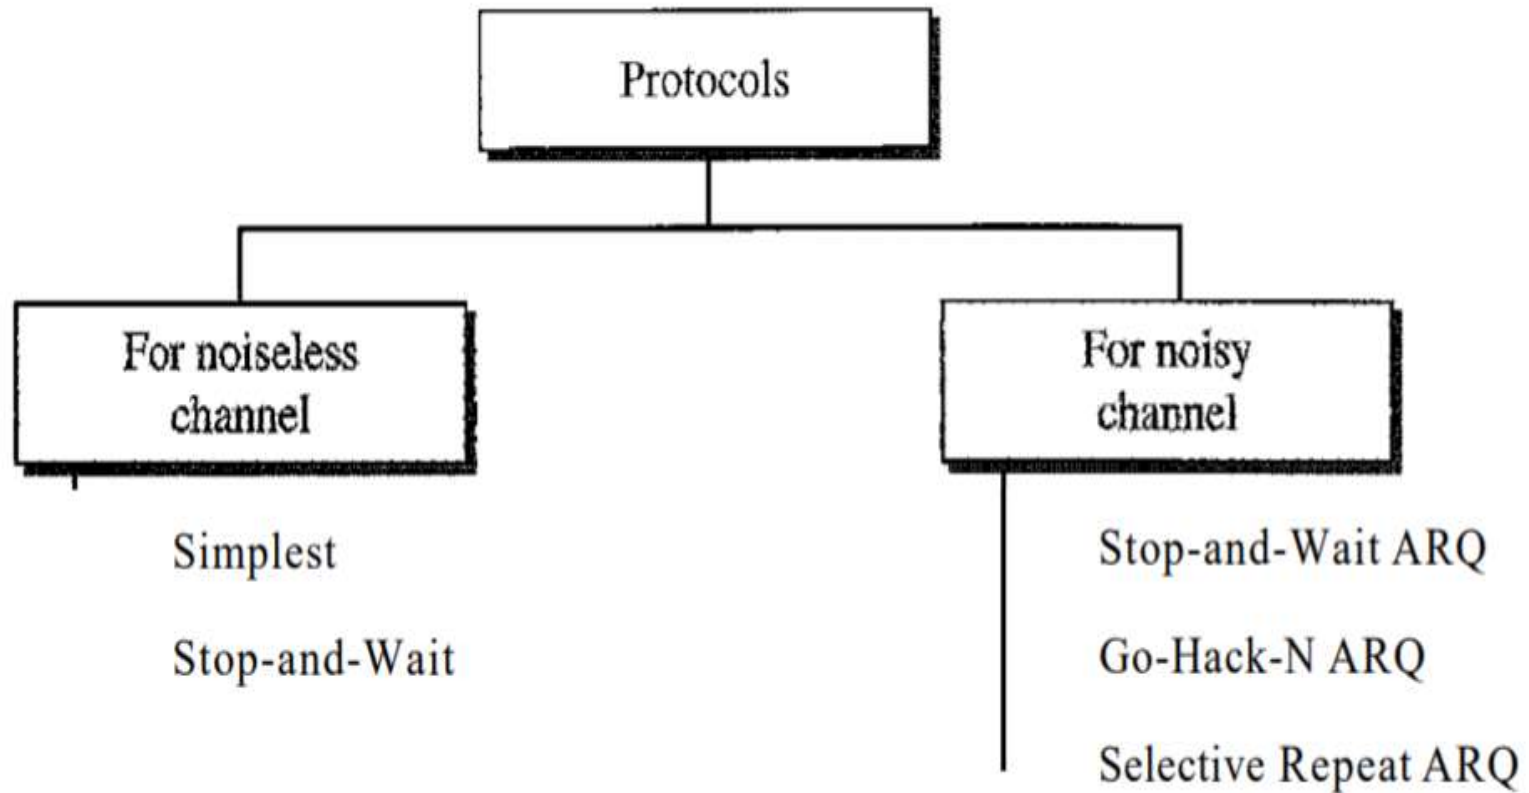 Protocols
For noiseless
channel
For noisy
channel
Simplest
Stop-and-Wait
Stop-and-Wait ARQ
Go-Hack-N ARQ
Selective Repeat ARQ